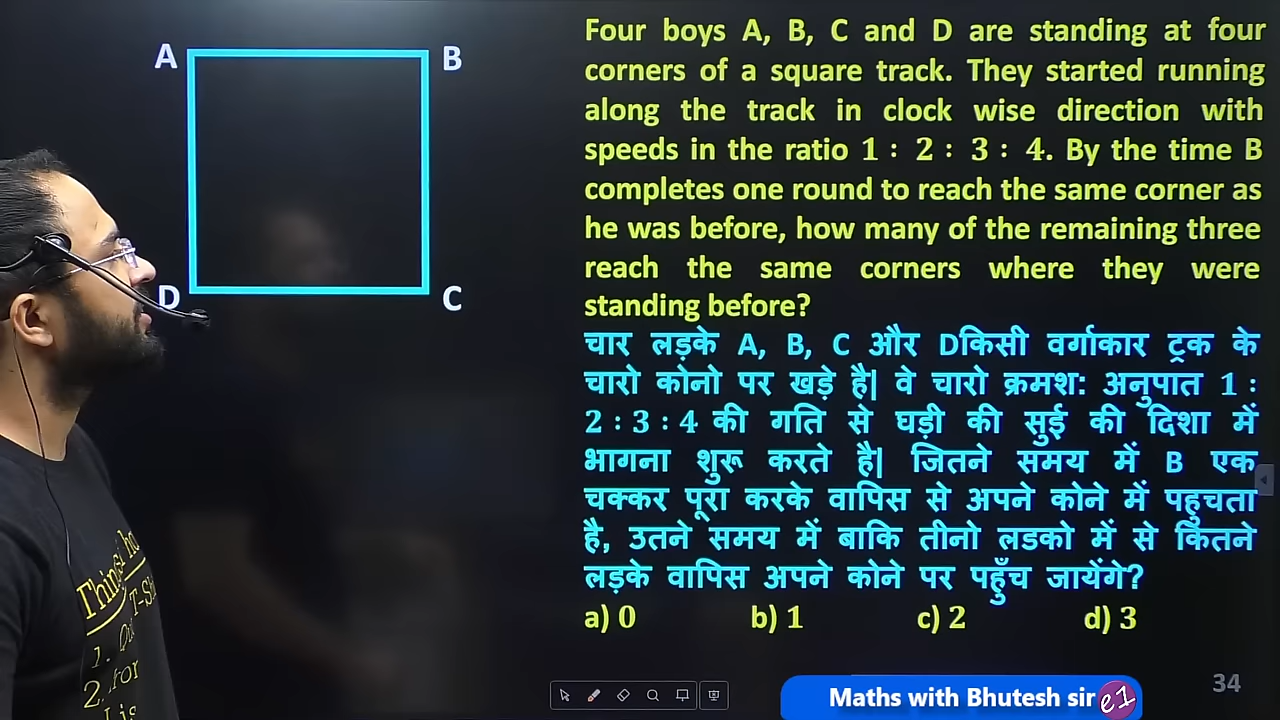 A
B
D
C
Four boys A, B, C and D are standing at four
corners of a square track. They started running
along the track in clock wise direction with
speeds in the ratio 1 : 2 : 3 : 4. By the time B
completes one round to reach the same corner as
he was before, how many of the remaining three
reach the same corners where they were
standing before?
चार लड़के A, B, C और Dकिसी वर्गाकार ट्रक के
चारो कोनो पर खड़े है| वे चारो क्रमश: अनुपात 1 :
2 : 3 : 4 की गति से घड़ी की सुई की दिशा में
भागना शुरू करते है| जितने समय में B एक
चक्कर पूरा करके वापिस से अपने कोने में पहुचता
है, उतने समय में बाकि तीनो लडको में से कितने
लड़के वापिस अपने कोने पर पहुँच जायेंगे?
a) 0 b) 1 c) 2 d) 3
34
Maths with Bhutesh sir e1